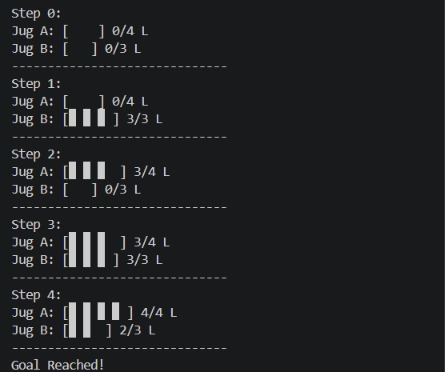 Step 0:
Jug A: [    ] 0/4 L
Jug B: [   ] 0/3 L
------------------------------
Step 1:
Jug A: [    ] 0/4 L
Jug B: [█ █ █ ] 3/3 L
------------------------------
Step 2:
Jug A: [█ █ █  ] 3/4 L
Jug B: [   ] 0/3 L
------------------------------
Step 3:
Jug A: [█ █ █  ] 3/4 L
Jug B: [█ █ █ ] 3/3 L
------------------------------
Step 4:
Jug A: [█ █ █ █ ] 4/4 L
Jug B: [█ █  ] 2/3 L
------------------------------
Goal Reached!